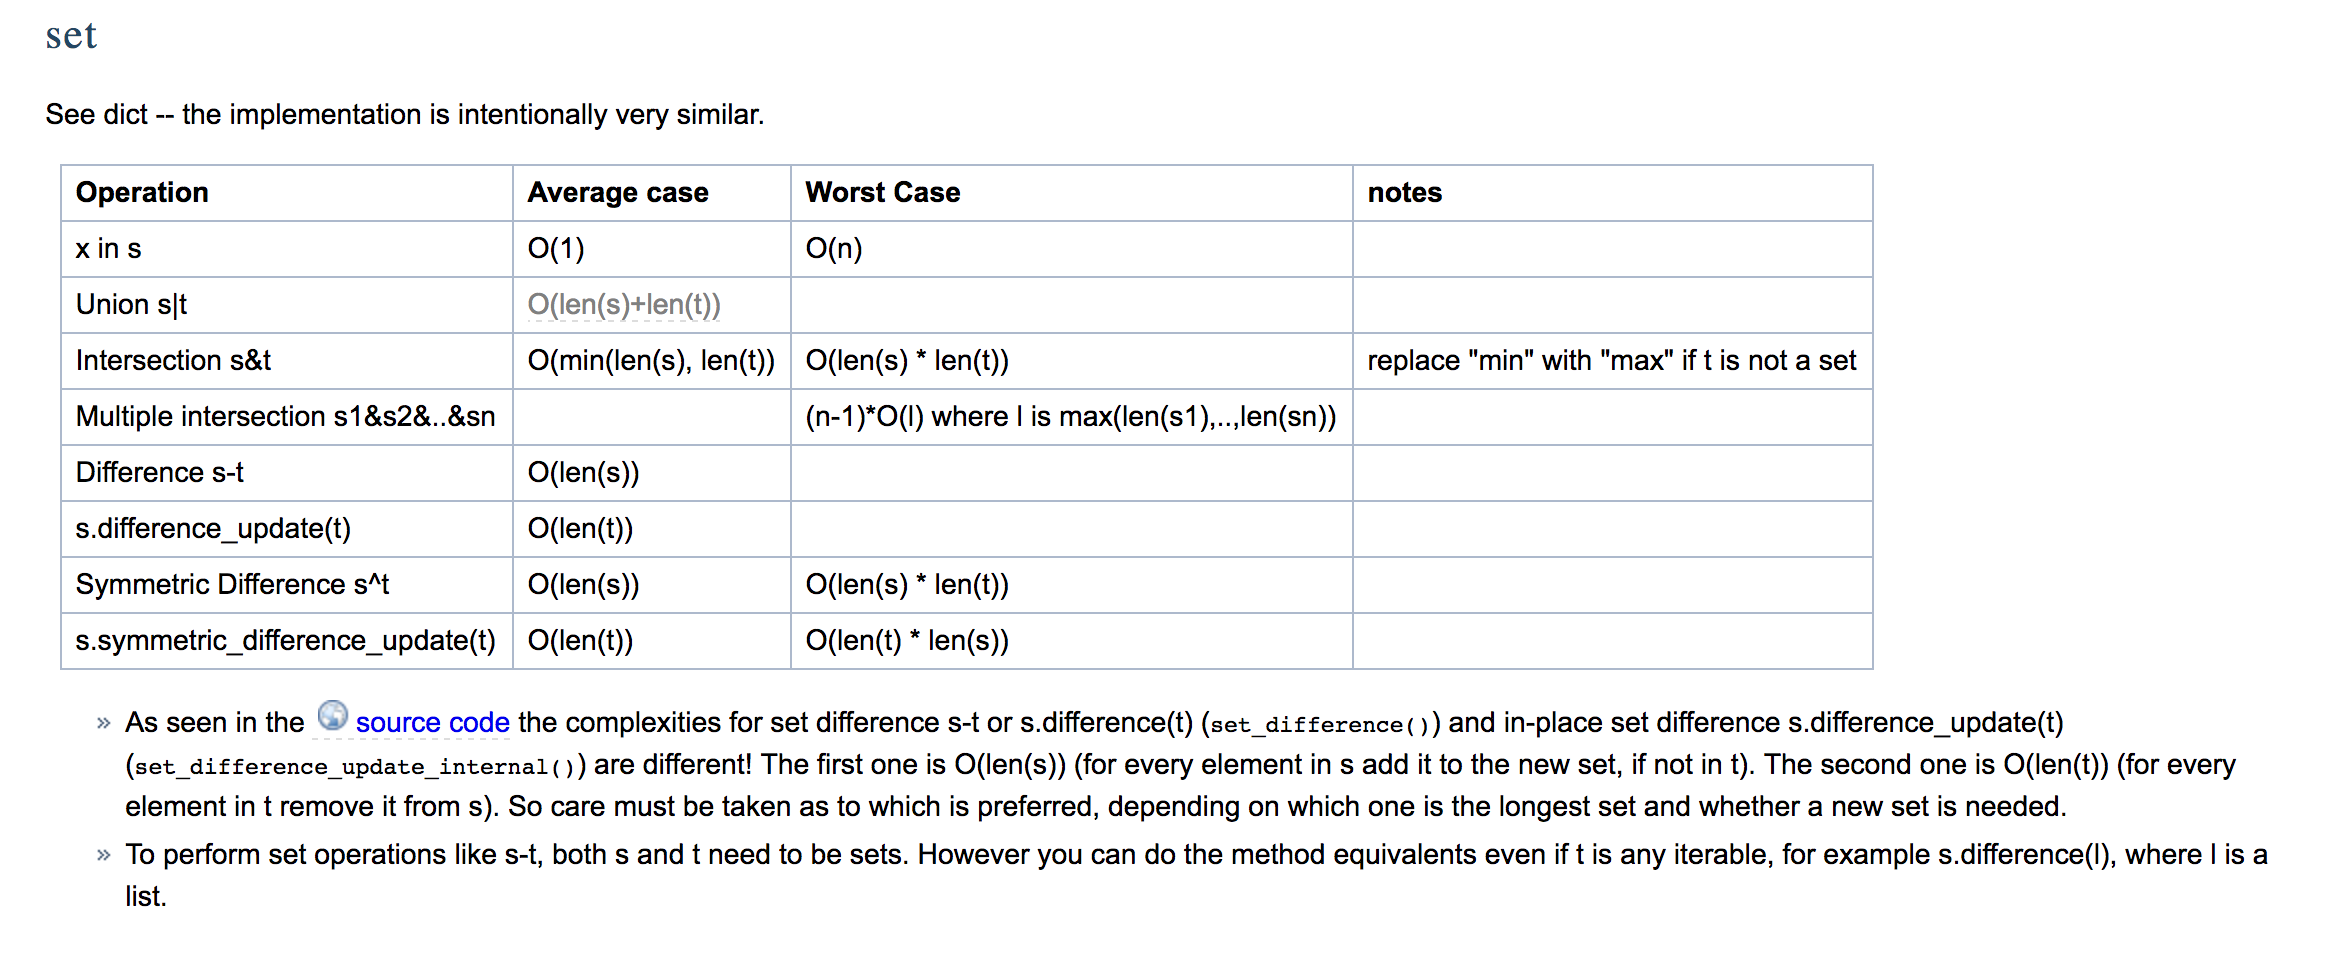 set
See dict -- the implementation is intentionally very similar.
Operation Average case Worst Case notes
x in s O(1) O(n)
Union s|t O(len(s)+len(t))
Intersection s&t O(min(len(s), len(t)) O(len(s) * len(t)) replace "min" with "max" if t is not a set
Multiple intersection s1&s2&..&sn (n-1)*O(l) where l is max(len(s1),..,len(sn))
Difference s-t O(len(s))
s.difference_update(t) O(len(t))
Symmetric Difference s^t O(len(s)) O(len(s) * len(t))
s.symmetric_difference_update(t) O(len(t)) O(len(t) * len(s))
» As seen in the source code the complexities for set difference s-t or s.difference(t) (set_difference()) and in-place set difference s.difference_update(t)
(set_difference_update_internal()) are different! The first one is O(len(s)) (for every element in s add it to the new set, if not in t). The second one is O(len(t)) (for every
element in t remove it from s). So care must be taken as to which is preferred, depending on which one is the longest set and whether a new set is needed.
» To perform set operations like s-t, both s and t need to be sets. However you can do the method equivalents even if t is any iterable, for example s.difference(l), where l is a
list.